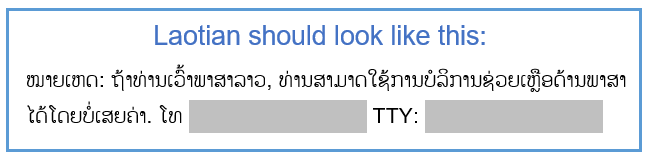 Laotian should look like this:
ໝາຍເຫດ: ຖ້າທ່ານເວົ້າພາສາລາວ, ທ່ານສາມາດໃຊ້ການບໍລິການຊ່ວຍເຫຼືອດ້ານພາສາ
ໄດ້ໂດຍບໍ່ເສຍຄ່າ. ໂທ TTY: